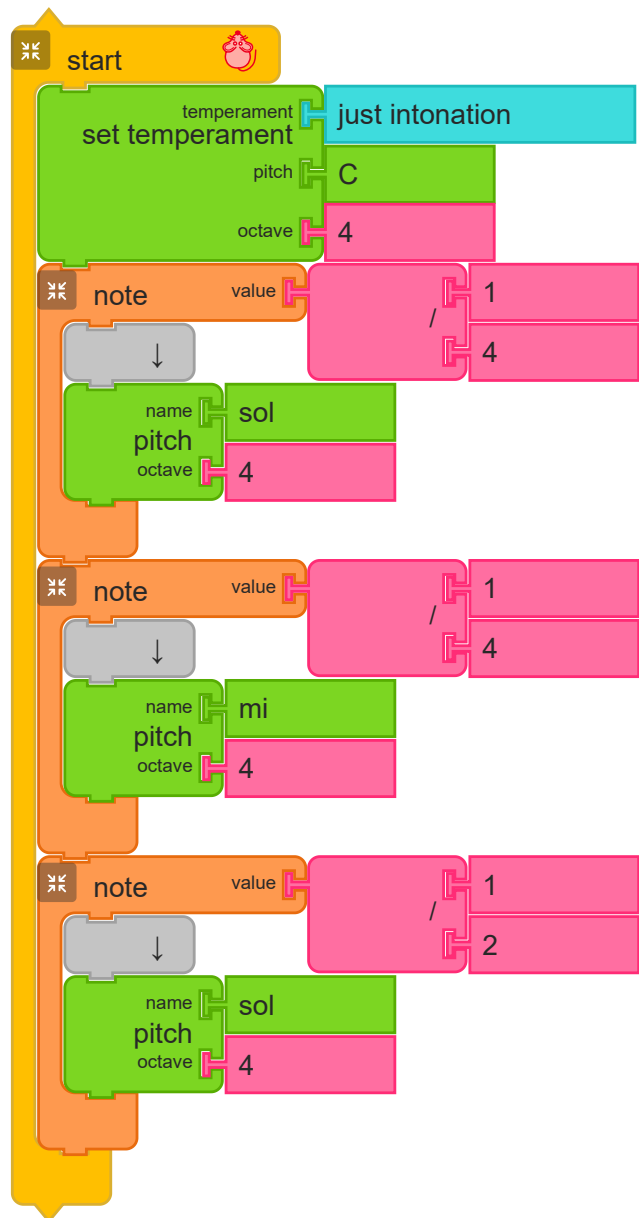 start
temperament just intonation
set temperament
pitch C
octave 4
note value 1 / 4
↓
name sol
pitch
octave 4
note value 1 / 4
↓
name mi
pitch
octave 4
note value 1 / 2
↓
name sol
pitch
octave 4